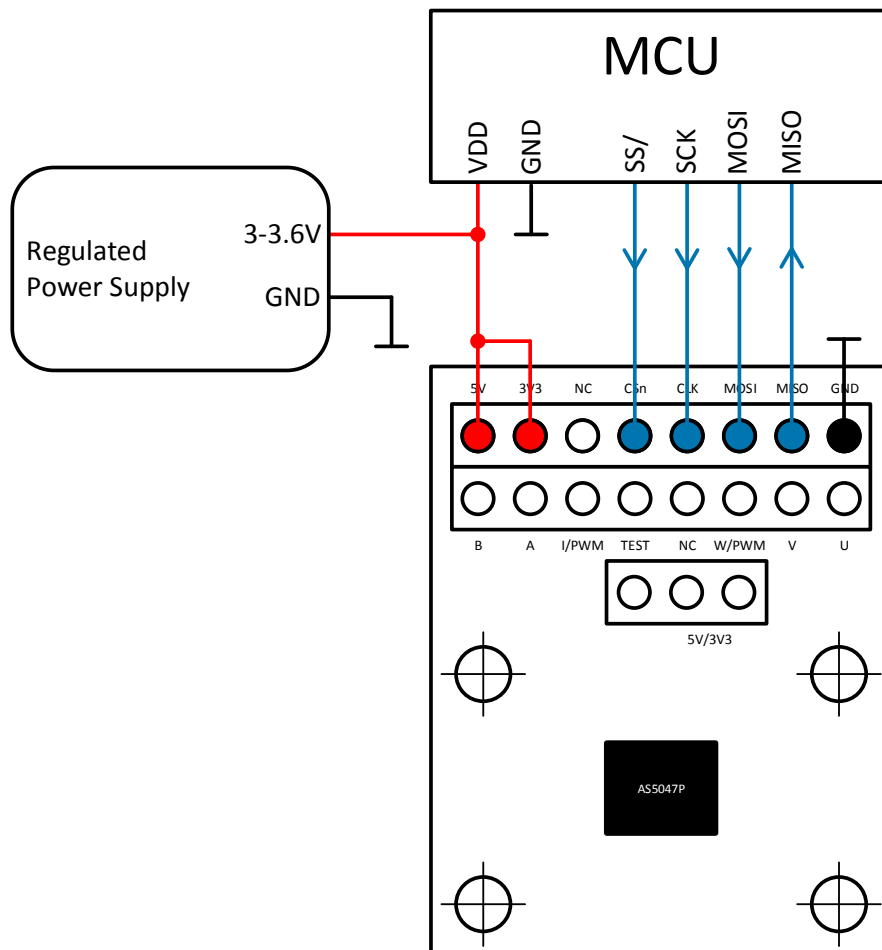 MCU
VDD
GND
SS/
SCK
MOSI
MISO
3-3.6V
Regulated
Power Supply
GND
5V 3V3 NC CSn CLK MOSI MISO GND
B A I/PWM TEST NC W/PWM V U
5V/3V3
AS5047P